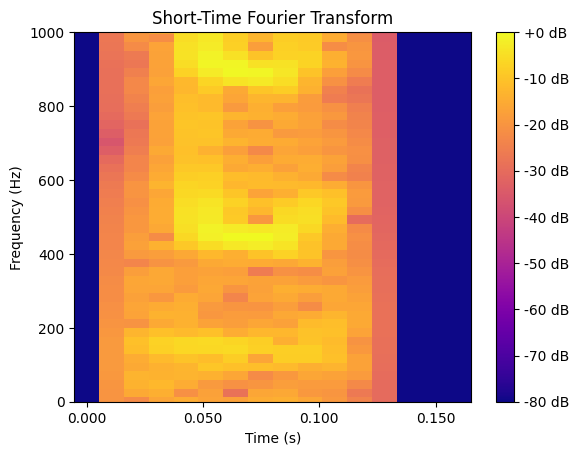 Short-Time Fourier Transform
1000
800
600
400
200
0
Frequency (Hz)
0.000
0.050
0.100
0.150
Time (s)
+0 dB
-10 dB
-20 dB
-30 dB
-40 dB
-50 dB
-60 dB
-70 dB
-80 dB